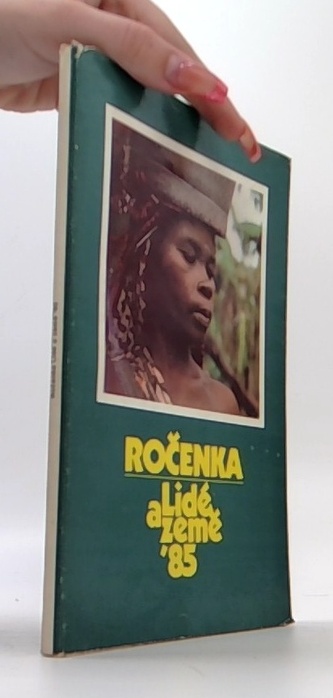 ROČENKA
Lidé
a země
'85